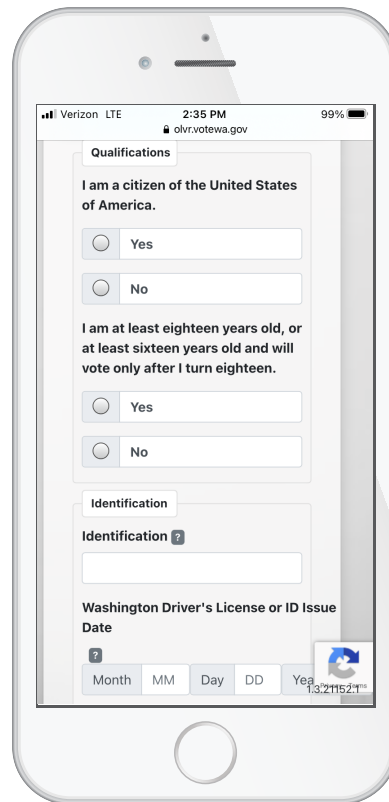 Verizon LTE 2:35 PM 99%
olvr.votewa.gov
Qualifications
I am a citizen of the United States
of America.
Yes
No
I am at least eighteen years old, or
at least sixteen years old and will
vote only after I turn eighteen.
Yes
No
Identification
Identification ?
Washington Driver's License or ID Issue
Date
?
Month MM Day DD Yea
1.3.21152.1